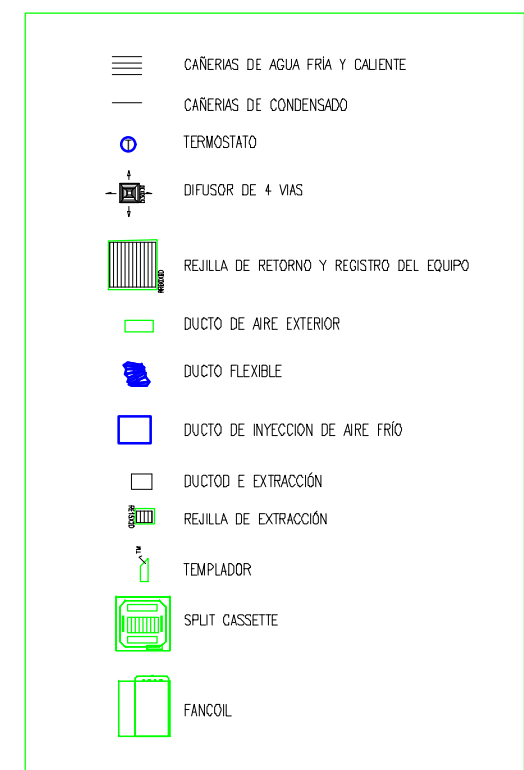 CAÑERIAS DE AGUA FRÍA Y CALIENTE
CAÑERIAS DE CONDENSADO
T TERMOSTATO
DIFUSOR DE 4 VIAS
REJILLA DE RETORNO Y REGISTRO DEL EQUIPO
DUCTO DE AIRE EXTERIOR
DUCTO FLEXIBLE
DUCTO DE INYECCION DE AIRE FRÍO
DUCTOD E EXTRACCIÓN
REJILLA DE EXTRACCIÓN
TEMPLADOR
SPLIT CASSETTE
FANCOIL